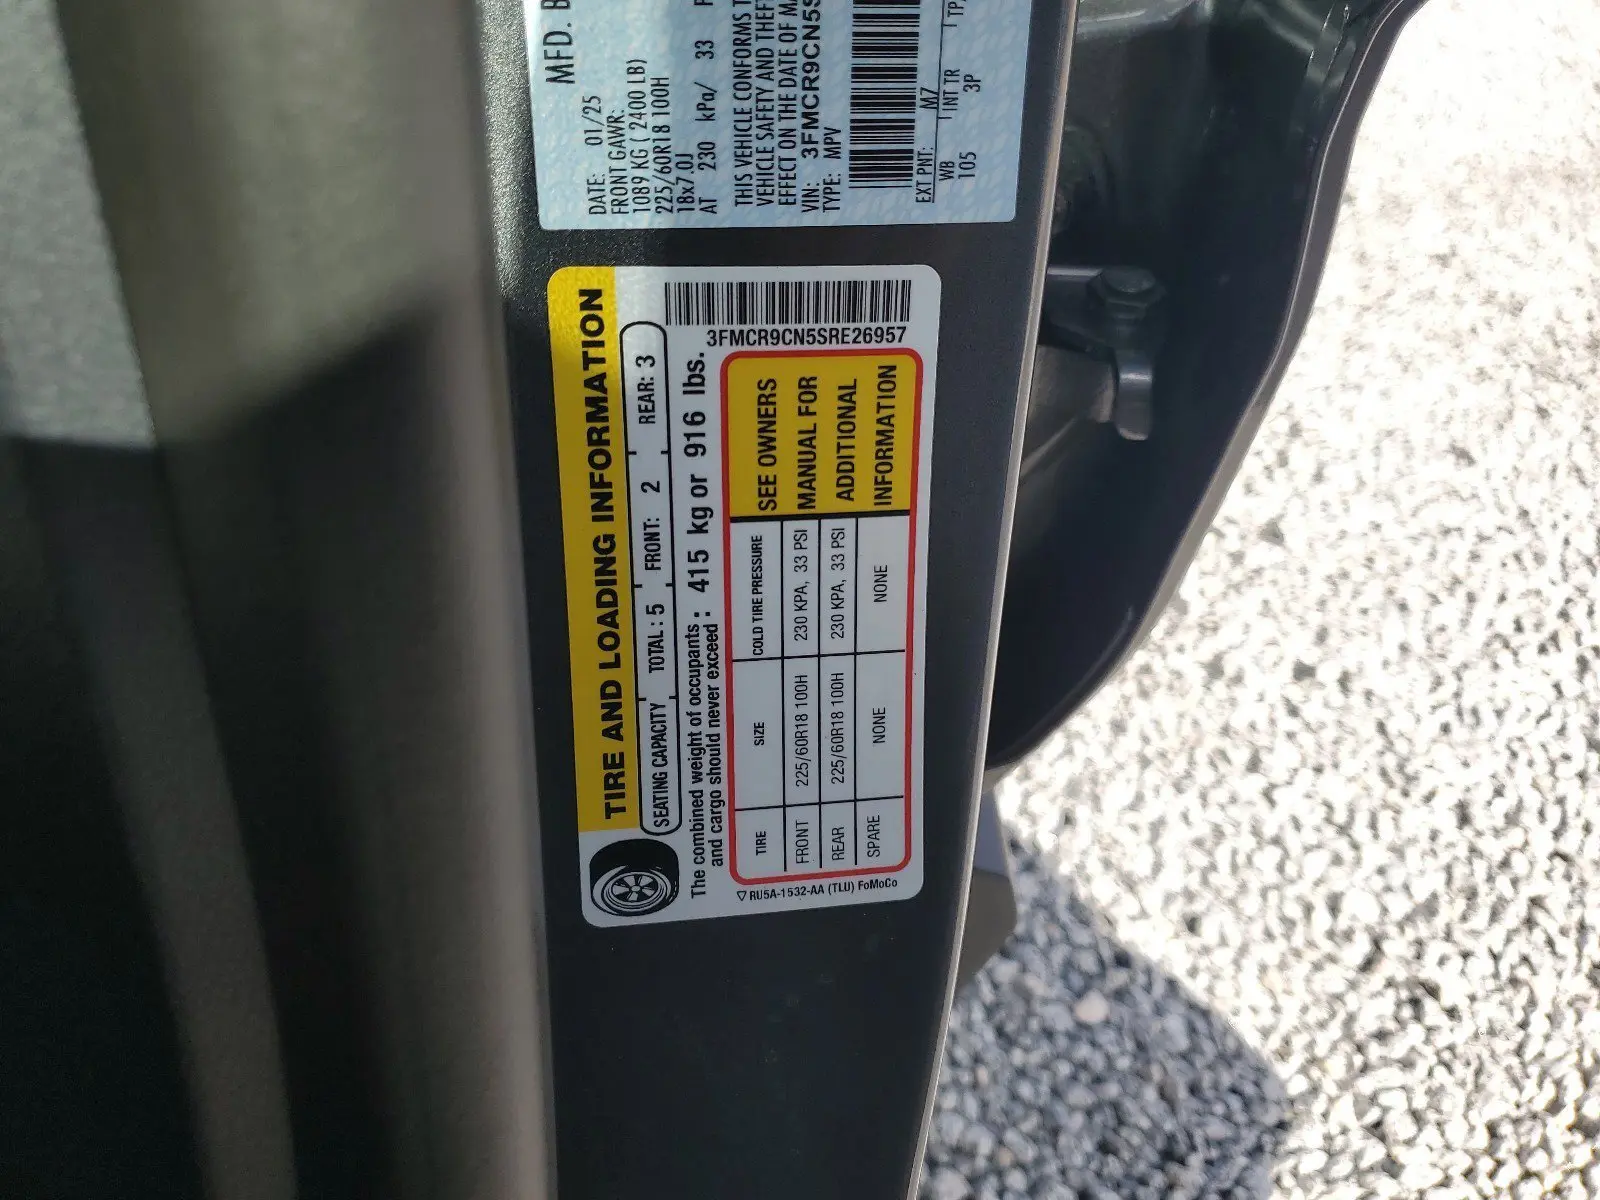 MFD. B
DATE: 01/25
FRONT GAWR:
1089 KG ( 2400 LB)
225/60R18 100H
18x7.0J
AT 230 kPa/ 33
THIS VEHICLE CONFORMS T
VEHICLE SAFETY AND THEF
EFFECT ON THE DATE OF MA
VIN: 3FMCR9CN5S
TYPE: MPV
EXT PNT: M7
WB INT TR TP
105 3P
TIRE AND LOADING INFORMATION
SEATING CAPACITY TOTAL : 5 FRONT: 2 REAR: 3
The combined weight of occupants : 415 kg or 916 lbs.
and cargo should never exceed :
3FMCR9CN5SRE26957
TIRE SIZE COLD TIRE PRESSURE
FRONT 225/60R18 100H 230 KPA, 33 PSI
REAR 225/60R18 100H 230 KPA, 33 PSI
SPARE NONE NONE
SEE OWNERS
MANUAL FOR
ADDITIONAL
INFORMATION
RU5A-1532-AA (TLU) FoMoCo